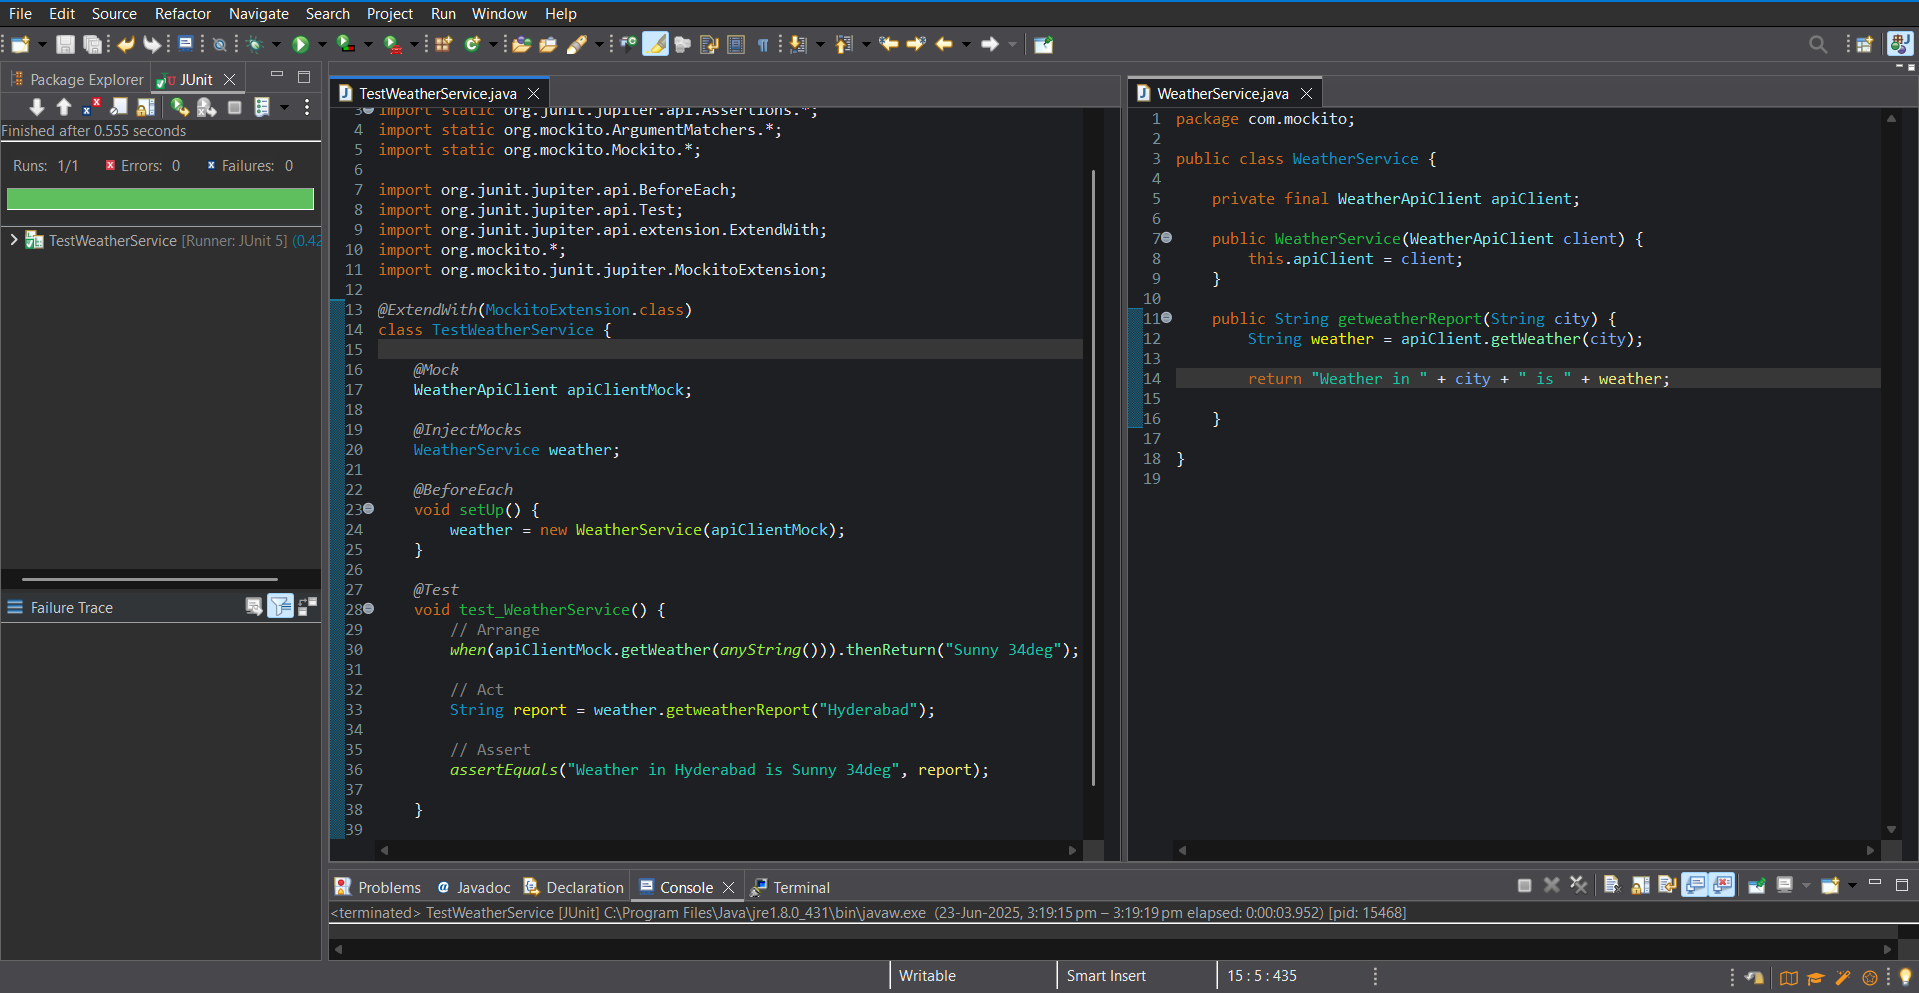 File Edit Source Refactor Navigate Search Project Run Window Help
Package Explorer JUnit
Finished after 0.555 seconds
Runs: 1/1 Errors: 0 Failures: 0
TestWeatherService [Runner: JUnit 5] (0.42
Failure Trace
TestWeatherService.java
3 import static org.junit.jupiter.api.Assertions.*;
4 import static org.mockito.ArgumentMatchers.*;
5 import static org.mockito.Mockito.*;
6
7 import org.junit.jupiter.api.BeforeEach;
8 import org.junit.jupiter.api.Test;
9 import org.junit.jupiter.api.extension.ExtendWith;
10 import org.mockito.*;
11 import org.mockito.junit.jupiter.MockitoExtension;
12
13 @ExtendWith(MockitoExtension.class)
14 class TestWeatherService {
15
16 @Mock
17 WeatherApiClient apiClientMock;
18
19 @InjectMocks
20 WeatherService weather;
21
22 @BeforeEach
23 void setUp() {
24 weather = new WeatherService(apiClientMock);
25 }
26
27 @Test
28 void test_WeatherService() {
29 // Arrange
30 when(apiClientMock.getWeather(anyString())).thenReturn("Sunny 34deg");
31
32 // Act
33 String report = weather.getweatherReport("Hyderabad");
34
35 // Assert
36 assertEquals("Weather in Hyderabad is Sunny 34deg", report);
37
38 }
39
WeatherService.java
1 package com.mockito;
2
3 public class WeatherService {
4
5 private final WeatherApiClient apiClient;
6
7 public WeatherService(WeatherApiClient client) {
8 this.apiClient = client;
9 }
10
11 public String getweatherReport(String city) {
12 String weather = apiClient.getWeather(city);
13
14 return "Weather in " + city + " is " + weather;
15
16 }
17
18 }
19
Problems Javadoc Declaration Console Terminal
<terminated> TestWeatherService [JUnit] C:\Program Files\Java\jre1.8.0_431\bin\javaw.exe (23-Jun-2025, 3:19:15 pm – 3:19:19 pm elapsed: 0:00:03.952) [pid: 15468]
Writable Smart Insert 15 : 5 : 435